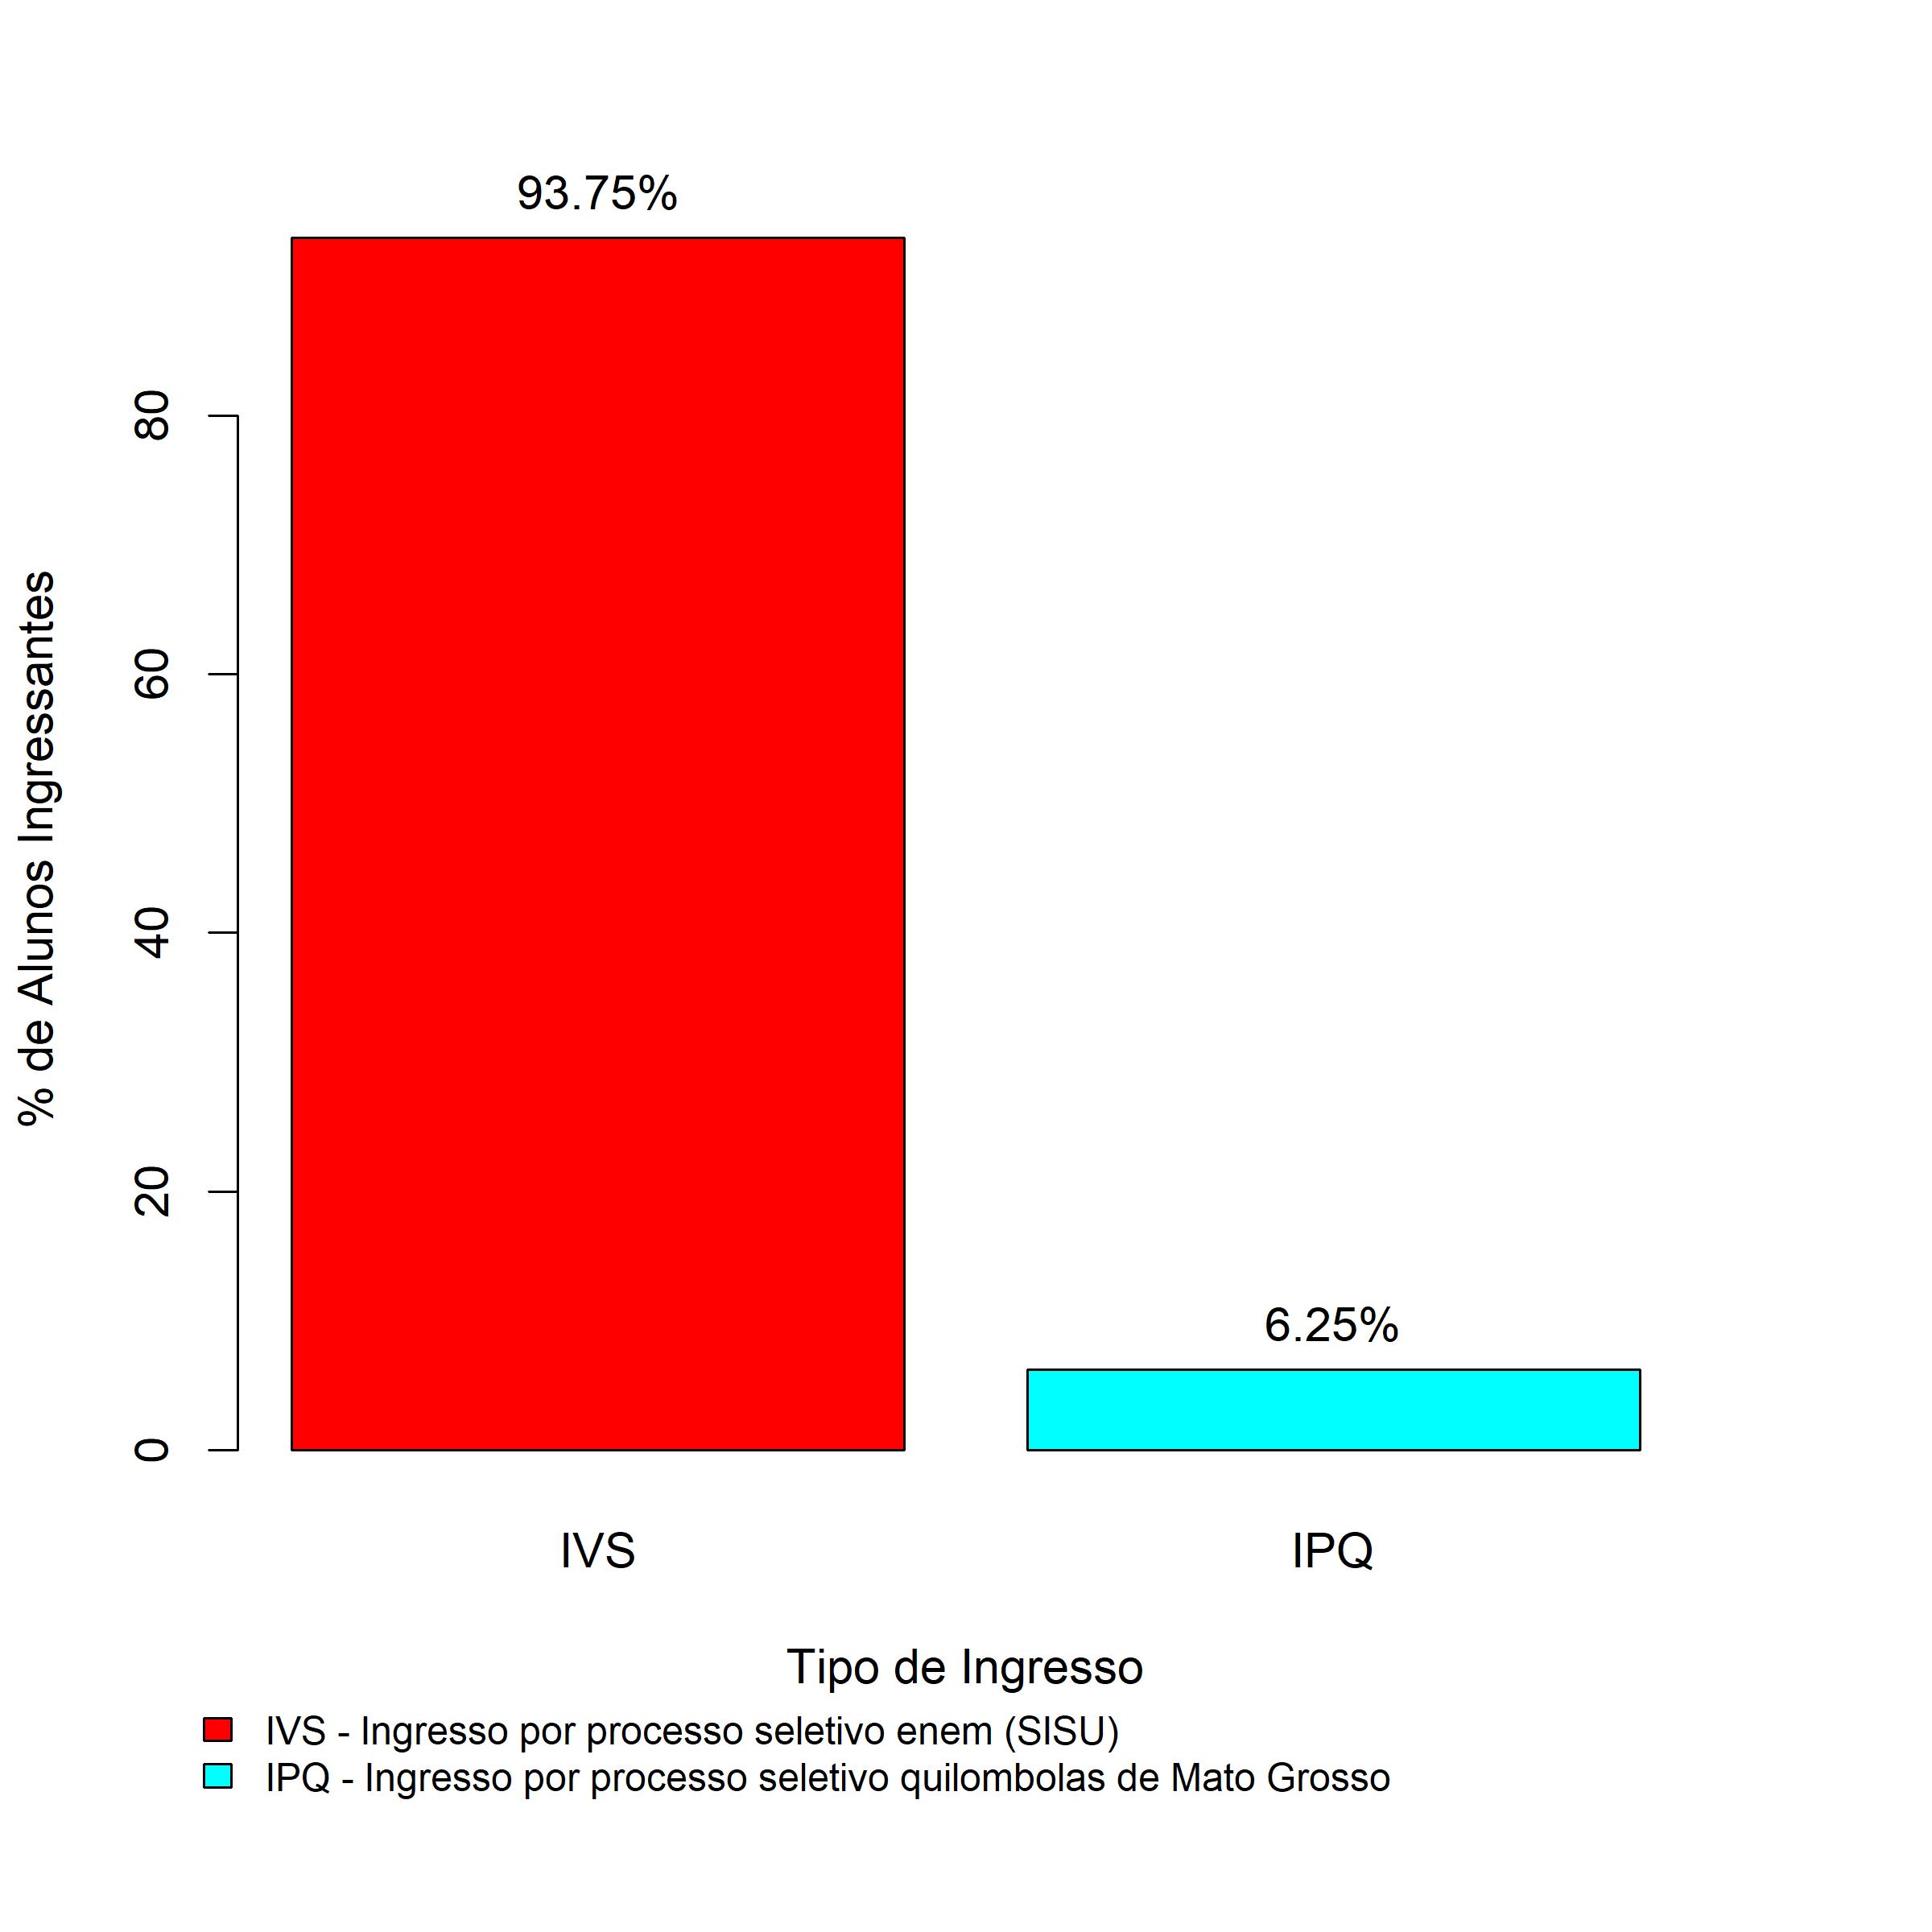 93.75%
80
60
40
20
0
% de Alunos Ingressantes
6.25%
IVS
IPQ
Tipo de Ingresso
IVS - Ingresso por processo seletivo enem (SISU)
IPQ - Ingresso por processo seletivo quilombolas de Mato Grosso